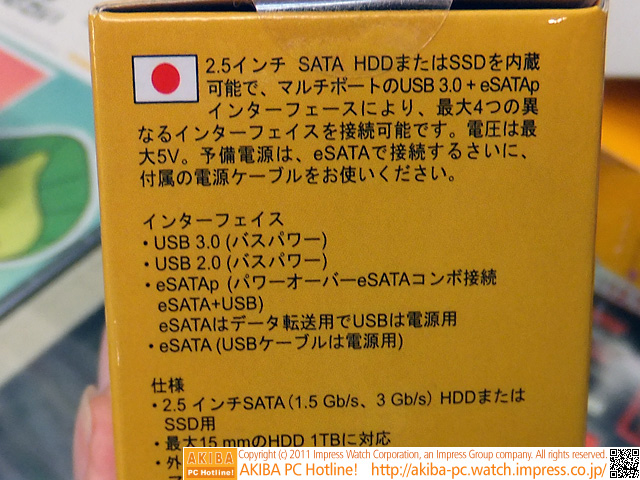 2.5インチ SATA HDDまたはSSDを内蔵
可能で、マルチポートのUSB 3.0 + eSATAp
インターフェースにより、最大4つの異
なるインターフェイスを接続可能です。電圧は最
大5V。予備電源は、eSATAで接続するさいに、
付属の電源ケーブルをお使いください。
インターフェイス
・USB 3.0 (バスパワー)
・USB 2.0 (バスパワー)
・eSATAp (パワーオーバーeSATAコンボ接続
eSATA+USB)
eSATAはデータ転送用でUSBは電源用
・eSATA (USBケーブルは電源用)
仕様
・2.5 インチSATA (1.5 Gb/s、3 Gb/s) HDDまたは
SSD用
・最大15 mmのHDD 1TBに対応
・外
AKIBA
PC Hotline!
Copyright (c) 2011 Impress Watch Corporation, an Impress Group company. All rights reserved.
AKIBA PC Hotline! http://akiba-pc.watch.impress.co.jp/